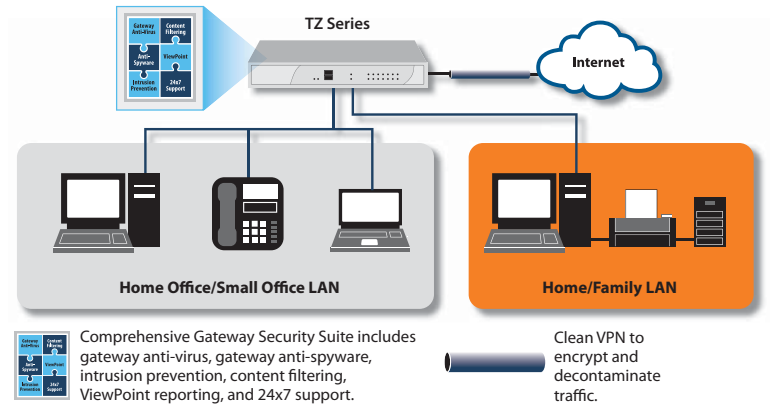 TZ Series
Gateway Anti-Virus
Content Filtering
Anti-Spyware
ViewPoint
Intrusion Prevention
24x7 Support
Internet
Home Office/Small Office LAN
Home/Family LAN
Gateway Anti-Virus
Content Filtering
Anti-Spyware
ViewPoint
Intrusion Prevention
24x7 Support
Comprehensive Gateway Security Suite includes
gateway anti-virus, gateway anti-spyware,
intrusion prevention, content filtering,
ViewPoint reporting, and 24x7 support.
Clean VPN to
encrypt and
decontaminate
traffic.